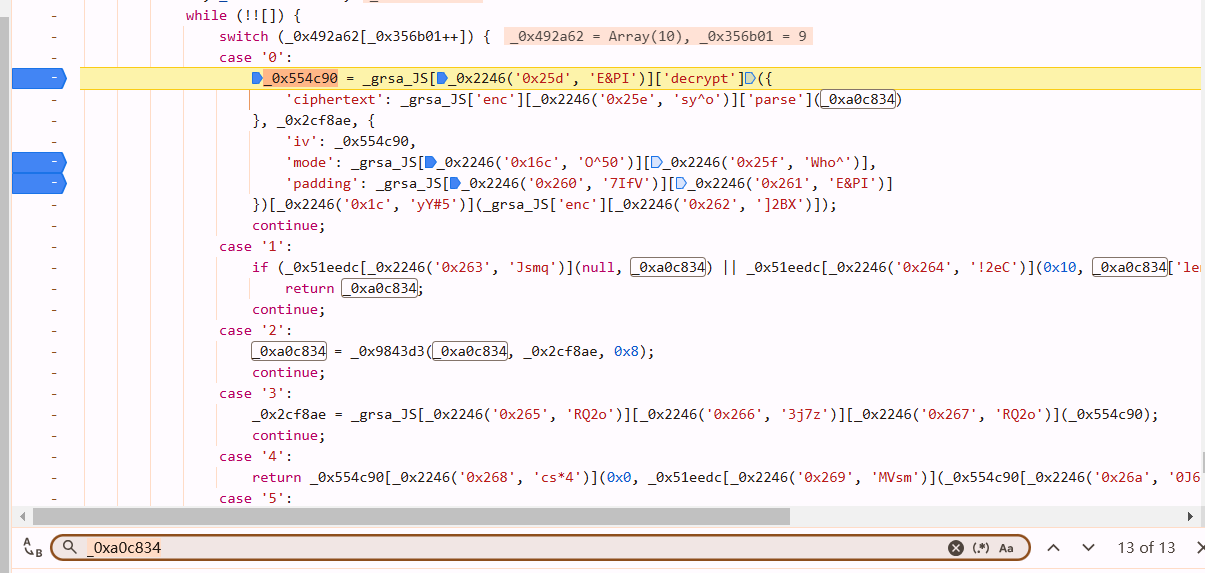 while (!![]) {
switch (_0x492a62[_0x356b01++]) { _0x492a62 = Array(10), _0x356b01 = 9
case '0':
_0x554c90 = _grsa_JS[_0x2246('0x25d', 'E&PI')]['decrypt']({
'ciphertext': _grsa_JS['enc'][_0x2246('0x25e', 'sy^o')]['parse'](_0xa0c834)
}, _0x2cf8ae, {
'iv': _0x554c90,
'mode': _grsa_JS[_0x2246('0x16c', 'O^50')][_0x2246('0x25f', 'Who^')],
'padding': _grsa_JS[_0x2246('0x260', '7IfV')][_0x2246('0x261', 'E&PI')]
})[_0x2246('0x1c', 'yY#5')](_grsa_JS['enc'][_0x2246('0x262', ']2BX')]);
continue;
case '1':
if (_0x51eedc[_0x2246('0x263', 'Jsmq')](null, _0xa0c834) || _0x51eedc[_0x2246('0x264', '!2eC')](0x10, _0xa0c834['le
return _0xa0c834;
continue;
case '2':
_0xa0c834 = _0x9843d3(_0xa0c834, _0x2cf8ae, 0x8);
continue;
case '3':
_0x2cf8ae = _grsa_JS[_0x2246('0x265', 'RQ2o')][_0x2246('0x266', '3j7z')][_0x2246('0x267', 'RQ2o')](_0x554c90);
continue;
case '4':
return _0x554c90[_0x2246('0x268', 'cs*4')](0x0, _0x51eedc[_0x2246('0x269', 'MVsm')](_0x554c90[_0x2246('0x26a', '0J6
case '5':
A
B
_0xa0c834
(.*)
Aa
13 of 13